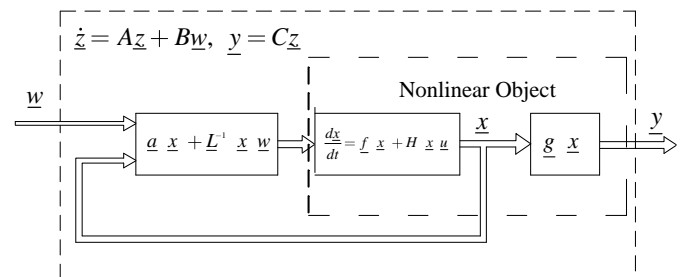 ż = Az + Bw, y = Cz
Nonlinear Object
w
a x + L⁻¹ x w
dx/dt = f x + H x u
x
g x
y